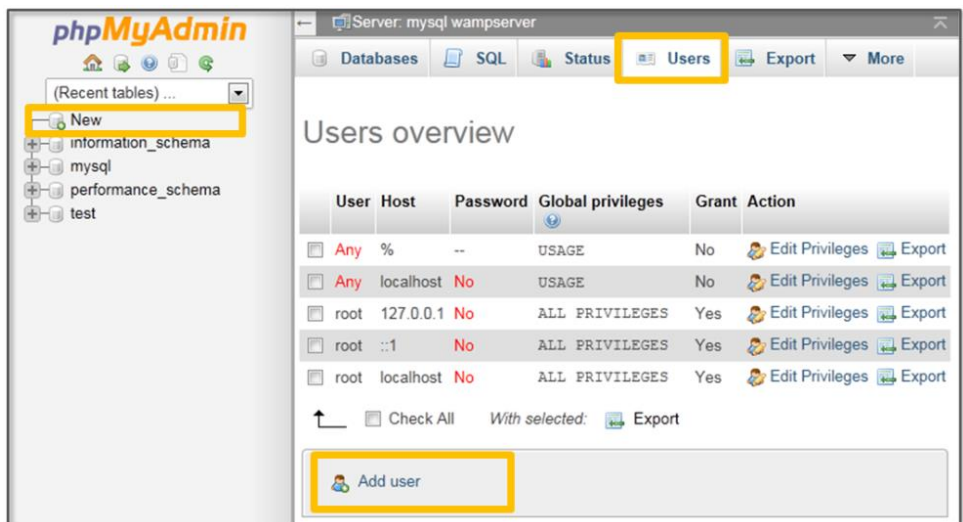 phpMyAdmin
(Recent tables) ...
New
information_schema
mysql
performance_schema
test
Server: mysql wampserver
Databases SQL Status Users Export More
Users overview
User Host Password Global privileges Grant Action
Any % -- USAGE No Edit Privileges Export
Any localhost No USAGE No Edit Privileges Export
root 127.0.0.1 No ALL PRIVILEGES Yes Edit Privileges Export
root ::1 No ALL PRIVILEGES Yes Edit Privileges Export
root localhost No ALL PRIVILEGES Yes Edit Privileges Export
Check All With selected: Export
Add user